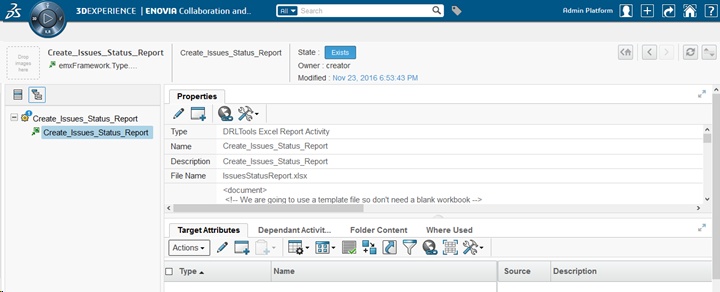 3DEXPERIENCE | ENOVIA Collaboration and..
All
Search
Admin Platform
Drop images here
Create_Issues_Status_Report
emxFramework.Type....
Create_Issues_Status_Report
State : Exists
Owner : creator
Modified : Nov 23, 2016 6:53:43 PM
Create_Issues_Status_Report
Create_Issues_Status_Report
Properties
Type DRLTools Excel Report Activity
Name Create_Issues_Status_Report
Description Create_Issues_Status_Report
File Name IssuesStatusReport.xlsx
<document>
<!-- We are going to use a template file so don't need a blank workbook -->
Target Attributes Dependant Activit... Folder Content Where Used
Actions
Type Name Source Description